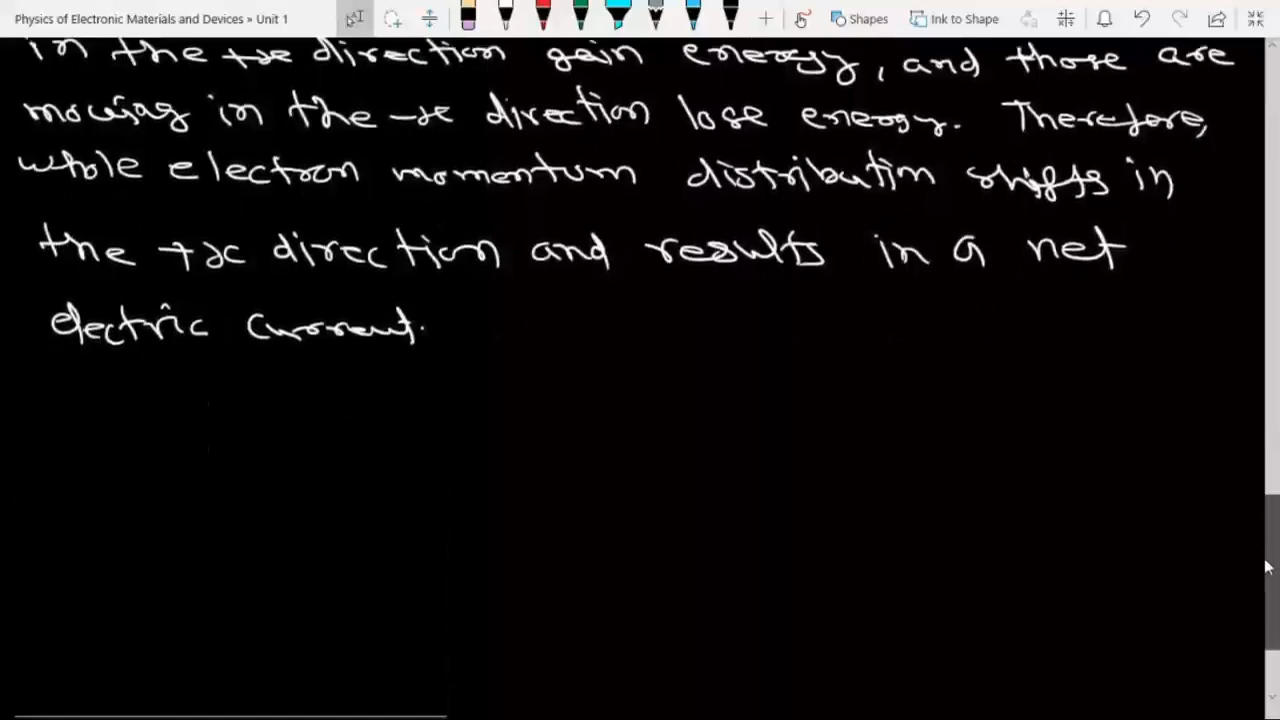 Physics of Electronic Materials and Devices » Unit 1
Shapes
Ink to Shape
in the +x direction gain energy, and those are
moving in the -x direction lose energy. Therefore,
whole electron momentum distribution shifts in
the +x direction and results in a net
electric current.